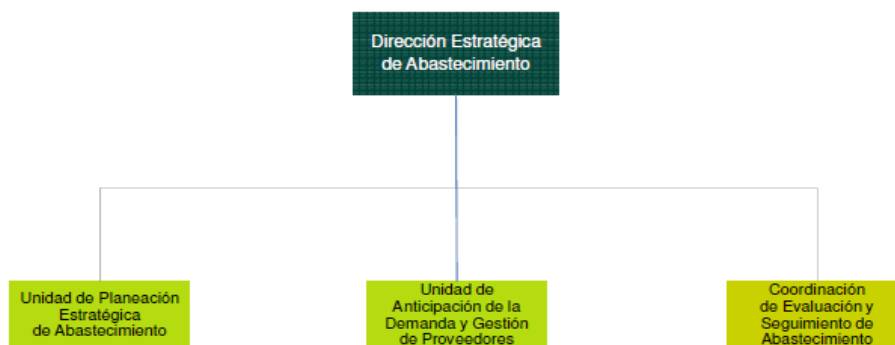 Dirección Estratégica
de Abastecimiento
Unidad de Planeación
Estratégica
de Abastecimiento
Unidad de
Anticipación de la
Demanda y Gestión
de Proveedores
Coordinación
de Evaluación y
Seguimiento de
Abastecimiento